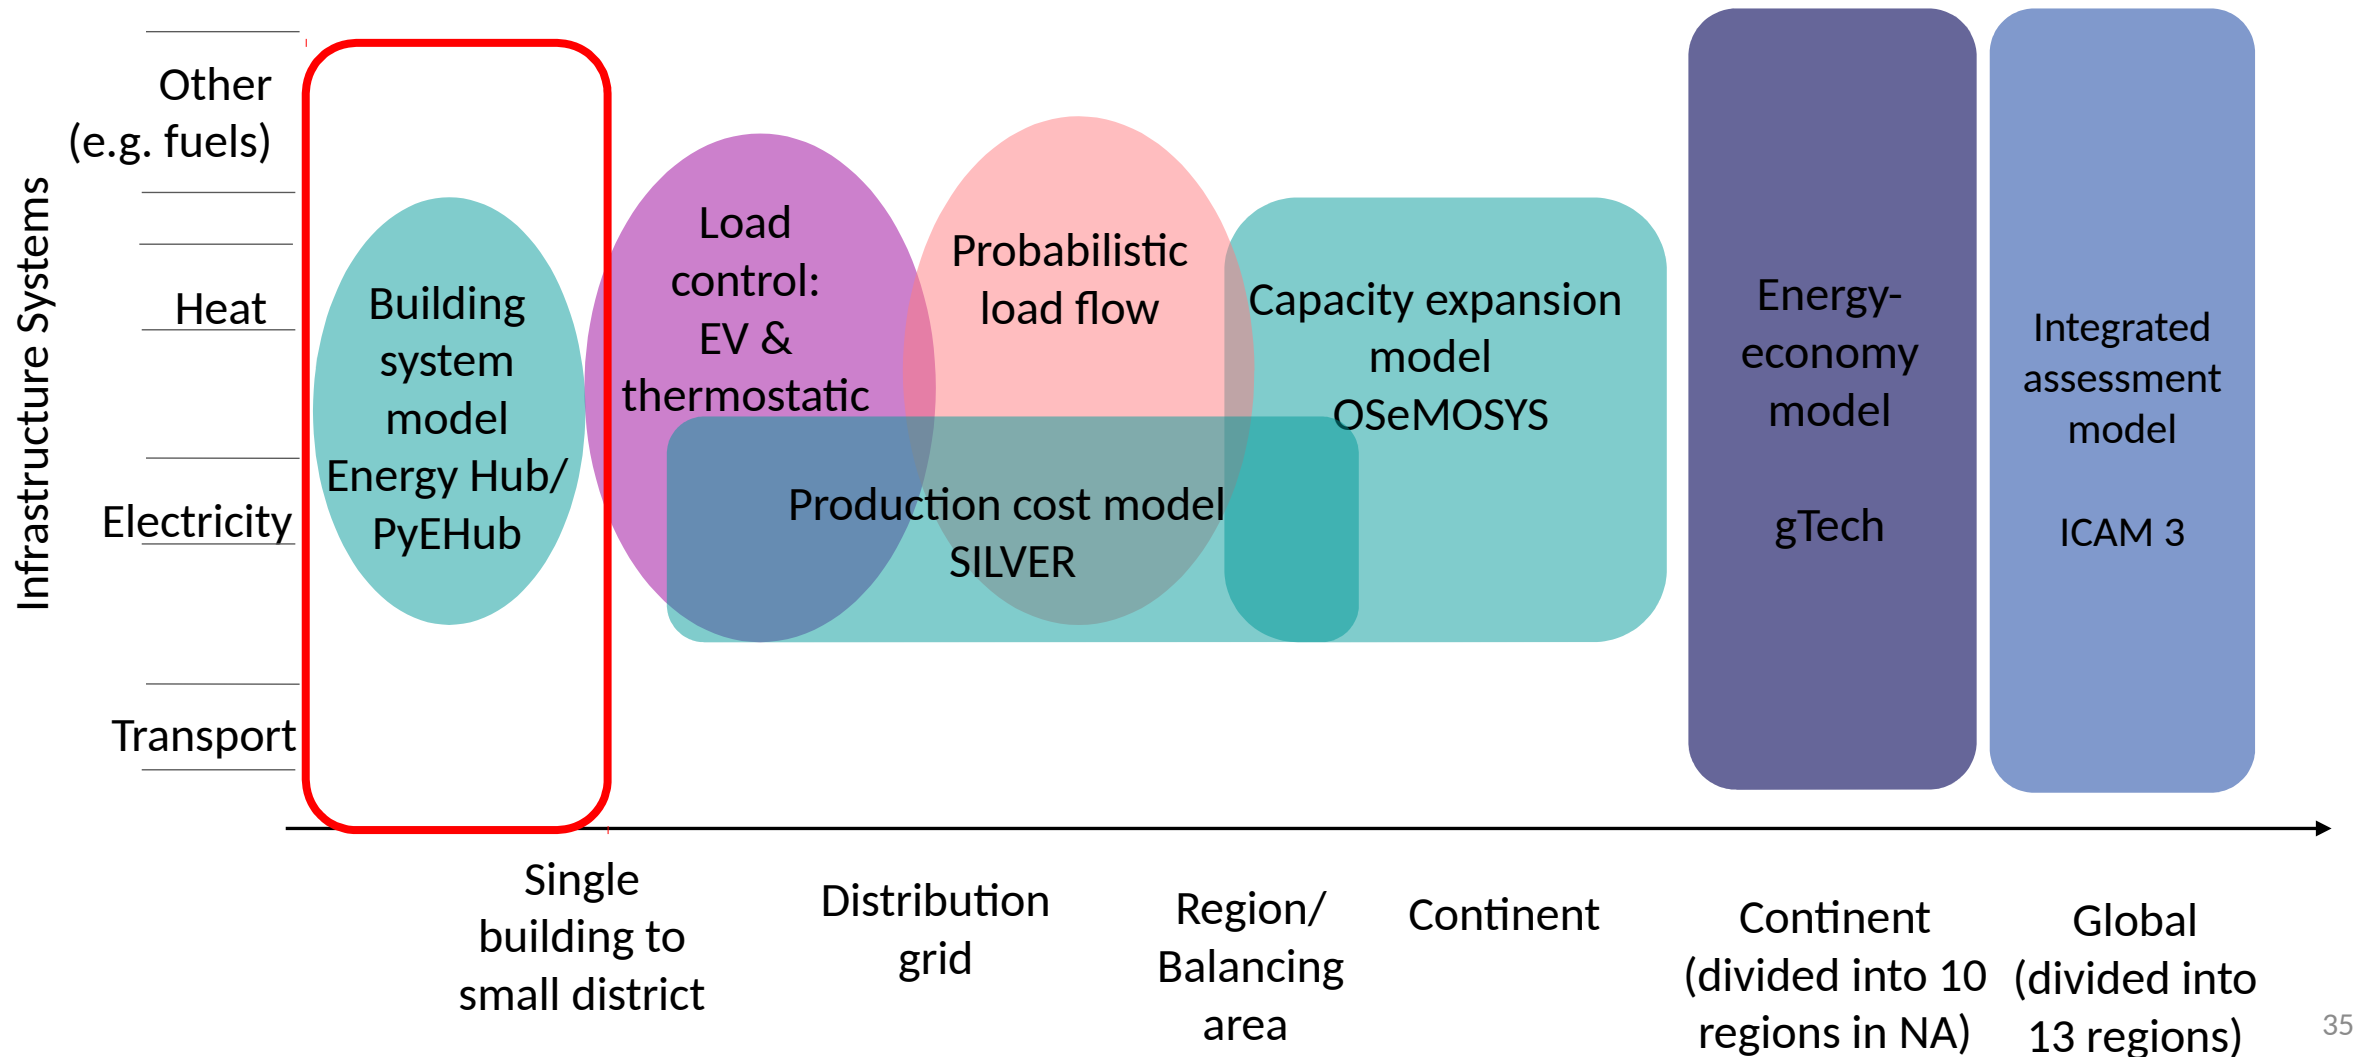 Infrastructure Systems
Other
(e.g. fuels)
Heat
Electricity
Transport
Building
system
model
Energy Hub/
PyEHub
Load
control:
EV &
thermostatic
Probabilistic
load flow
Production cost model
SILVER
Capacity expansion
model
OSeMOSYS
Energy-
economy
model
gTech
Integrated
assessment
model
ICAM 3
Single
building to
small district
Distribution
grid
Region/
Balancing
area
Continent
Continent
(divided into 10
regions in NA)
Global
(divided into
13 regions)
35